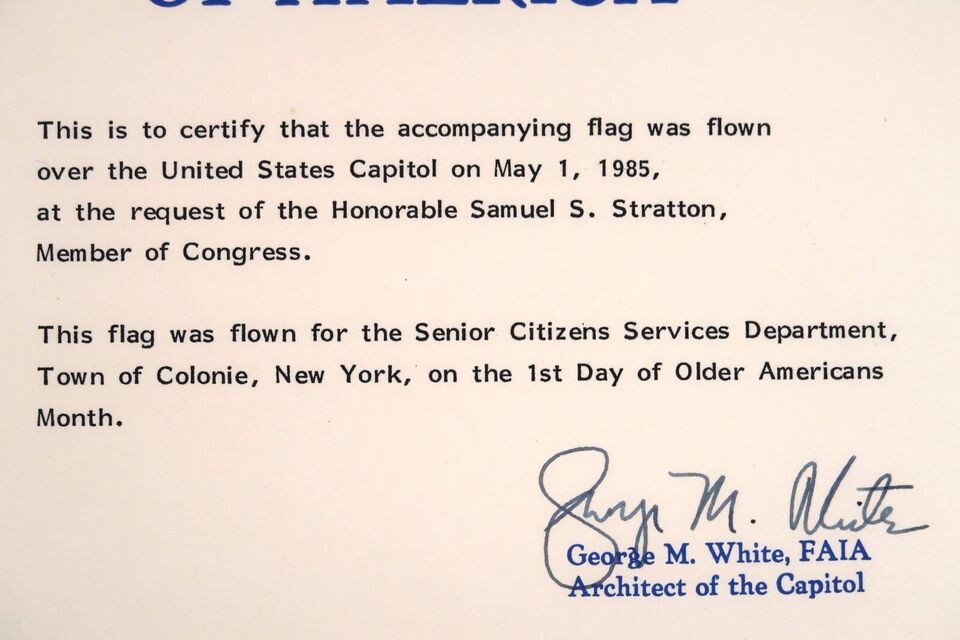 OF AMERICA
This is to certify that the accompanying flag was flown
over the United States Capitol on May 1, 1985,
at the request of the Honorable Samuel S. Stratton,
Member of Congress.
This flag was flown for the Senior Citizens Services Department,
Town of Colonie, New York, on the 1st Day of Older Americans
Month.
George M. White
George M. White, FAIA
Architect of the Capitol